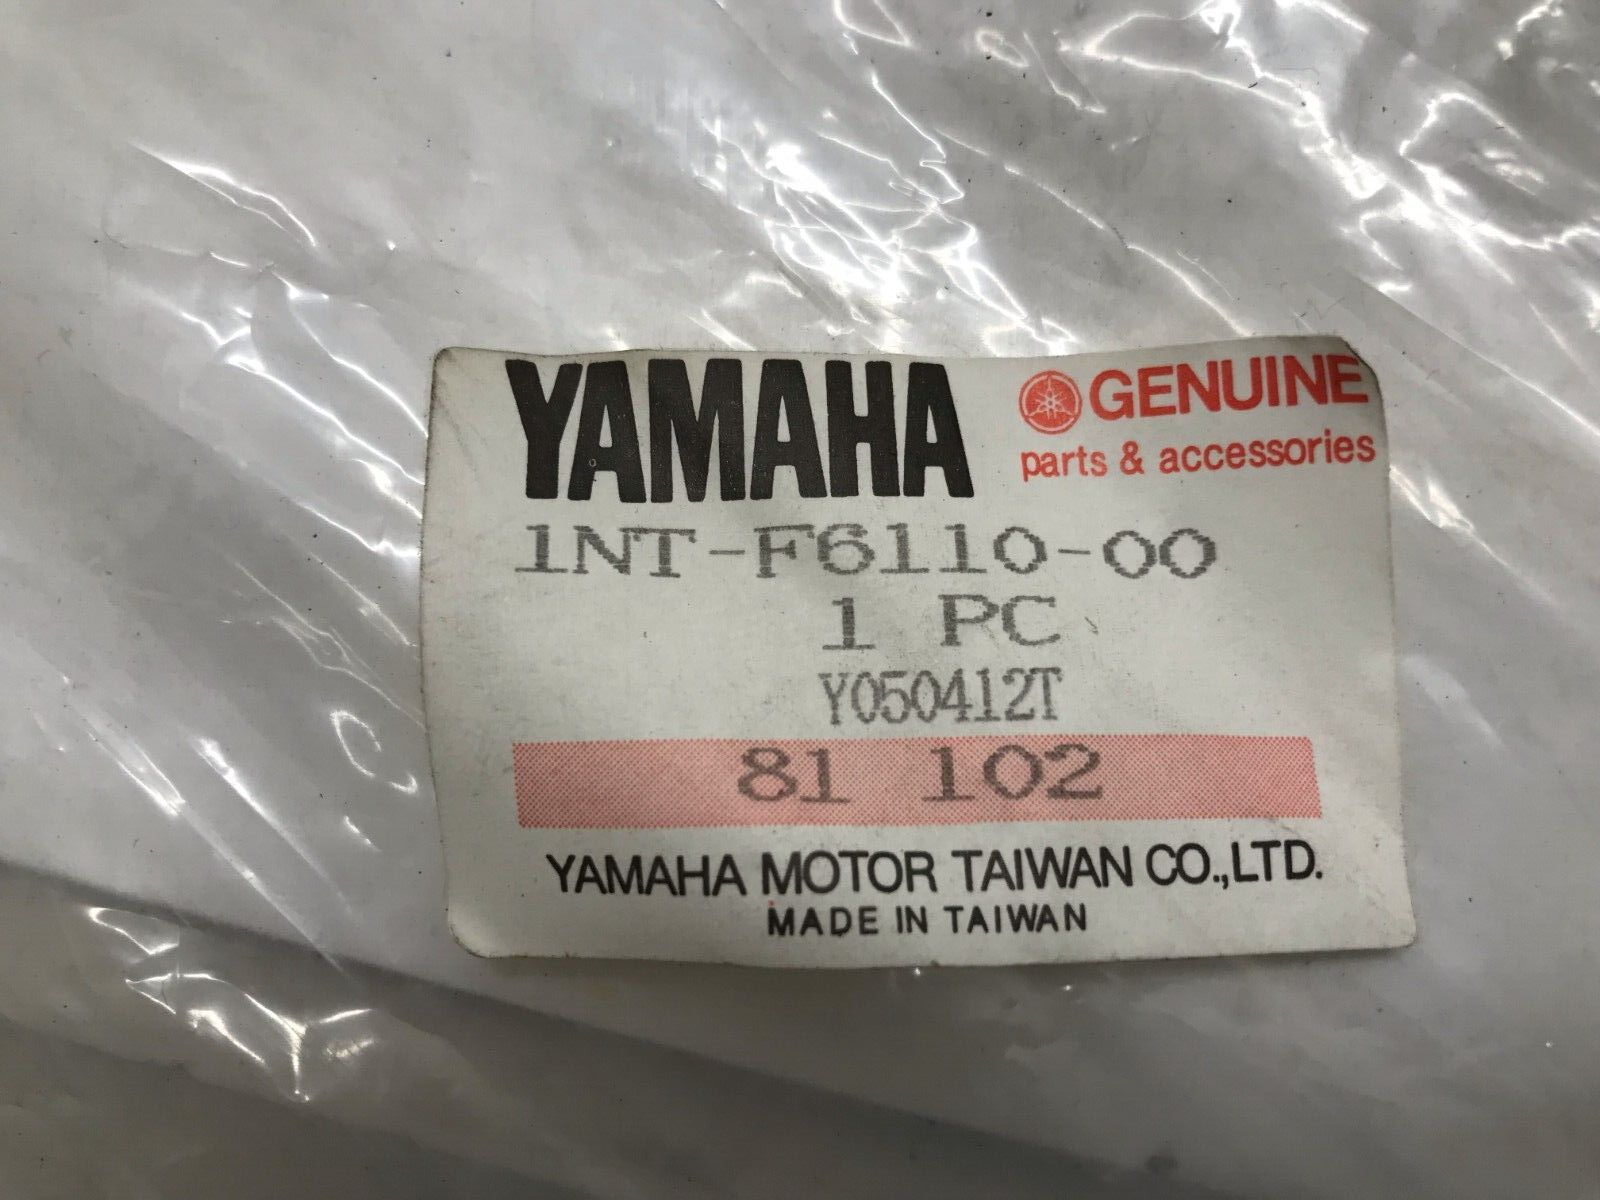 YAMAHA
GENUINE
parts & accessories
1NT-F6110-00
1 PC
Y050412T
81 102
YAMAHA MOTOR TAIWAN CO.,LTD.
MADE IN TAIWAN